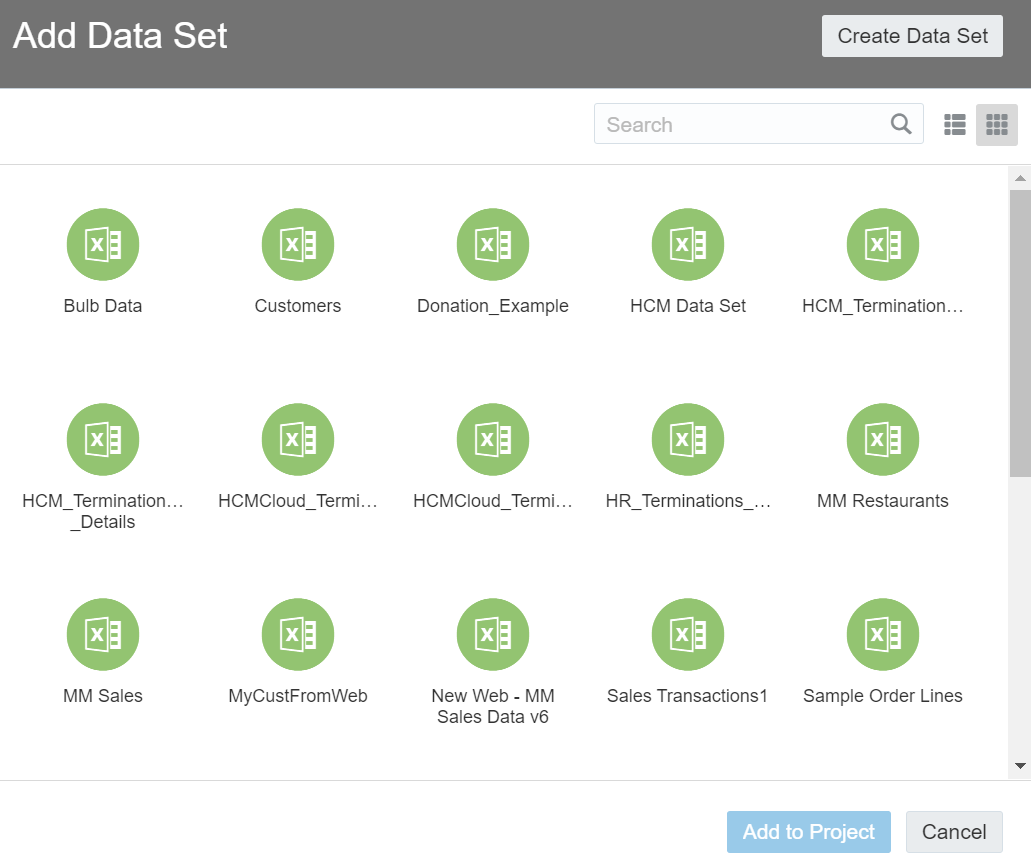 Add Data Set
Create Data Set
Search
Bulb Data
Customers
Donation_Example
HCM Data Set
HCM_Termination...
HCM_Termination...
_Details
HCMCloud_Termi...
HCMCloud_Termi...
HR_Terminations_...
MM Restaurants
MM Sales
MyCustFromWeb
New Web - MM
Sales Data v6
Sales Transactions1
Sample Order Lines
Add to Project
Cancel